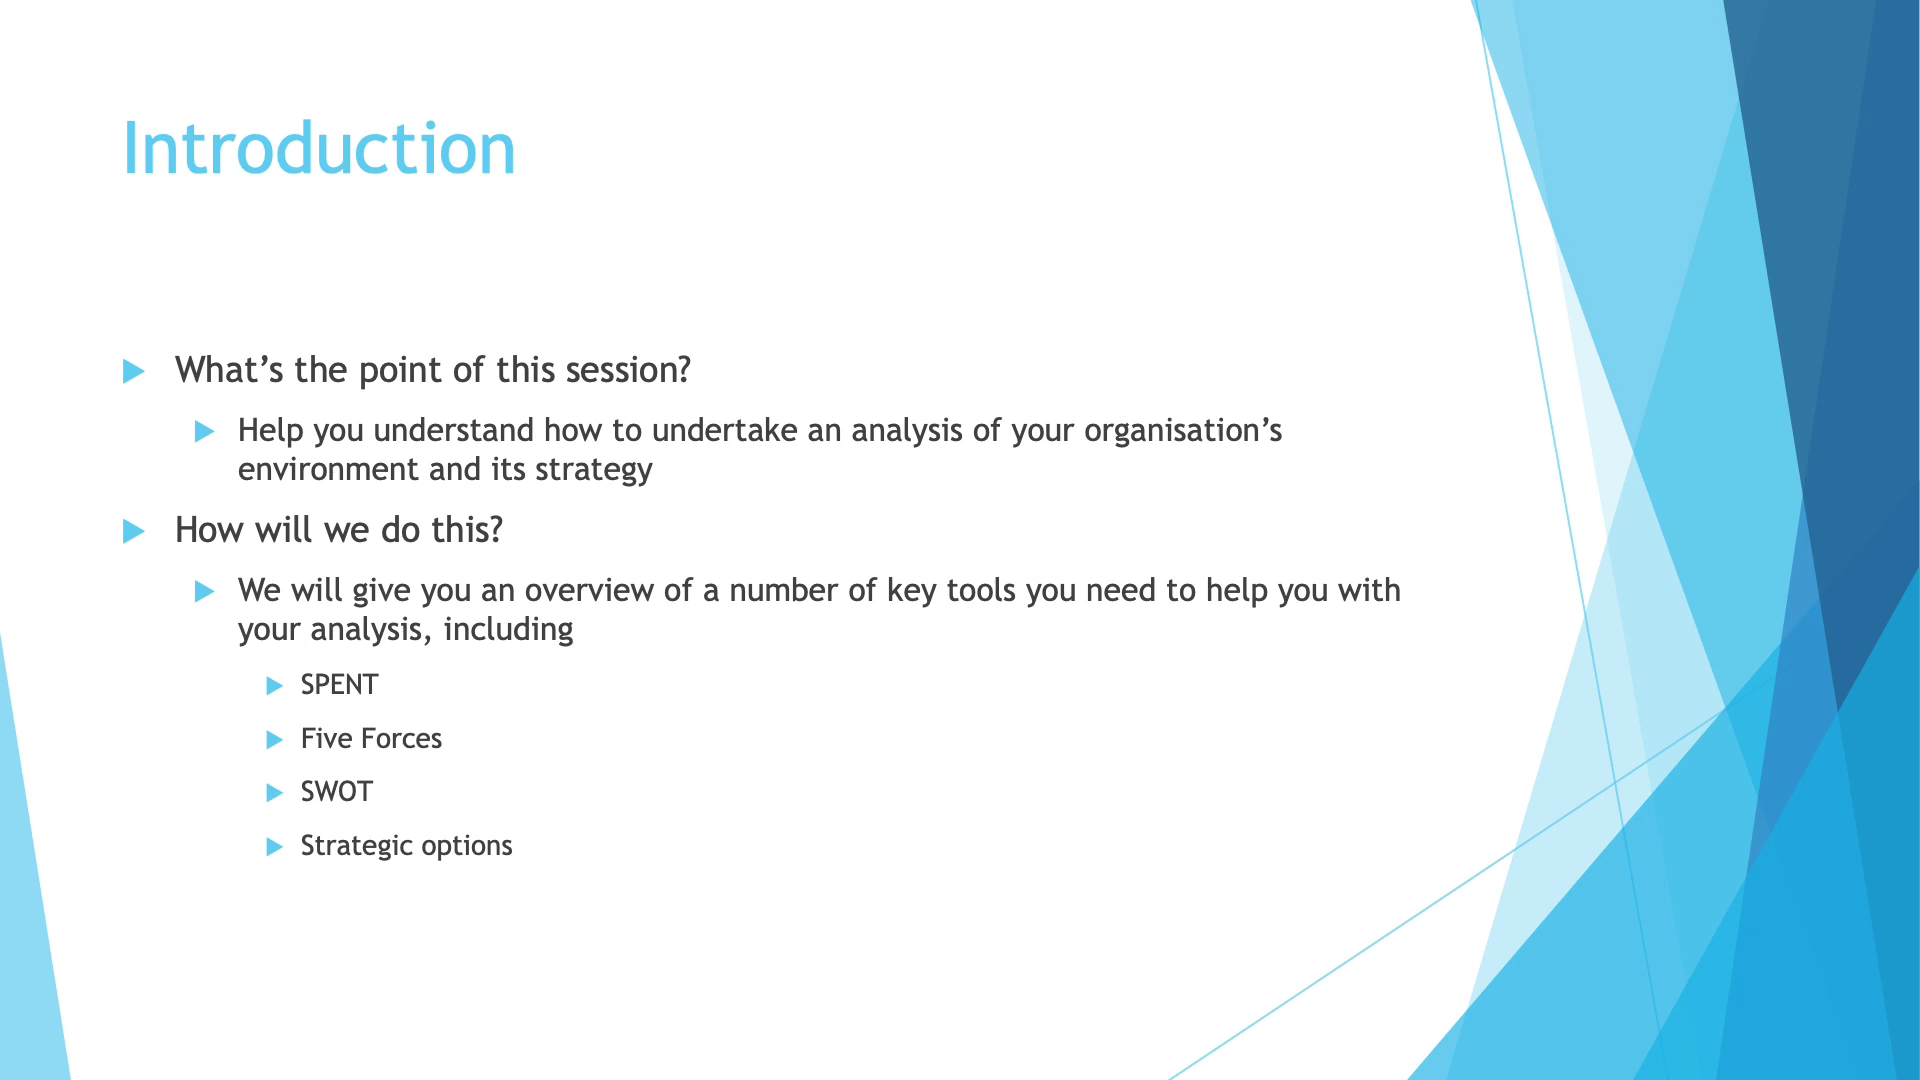 Introduction
What’s the point of this session?
Help you understand how to undertake an analysis of your organisation’s
environment and its strategy
How will we do this?
We will give you an overview of a number of key tools you need to help you with
your analysis, including
SPENT
Five Forces
SWOT
Strategic options